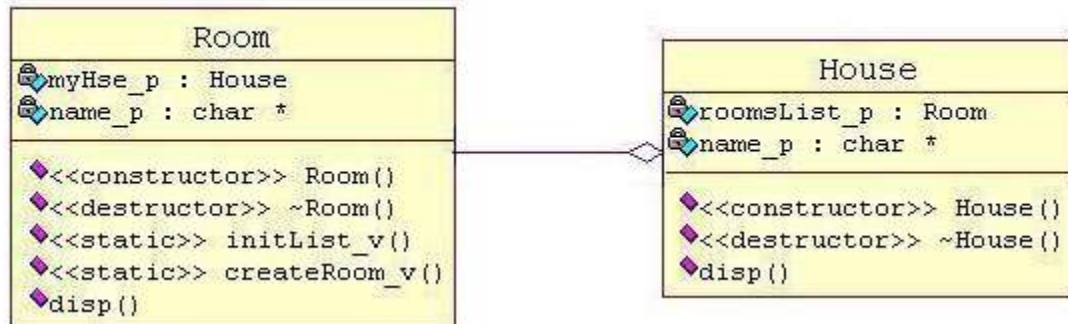 Room
myHse_p : House
name_p : char *
<<constructor>> Room()
<<destructor>> ~Room()
<<static>> initList_v()
<<static>> createRoom_v()
disp()
House
roomsList_p : Room
name_p : char *
<<constructor>> House()
<<destructor>> ~House()
disp()